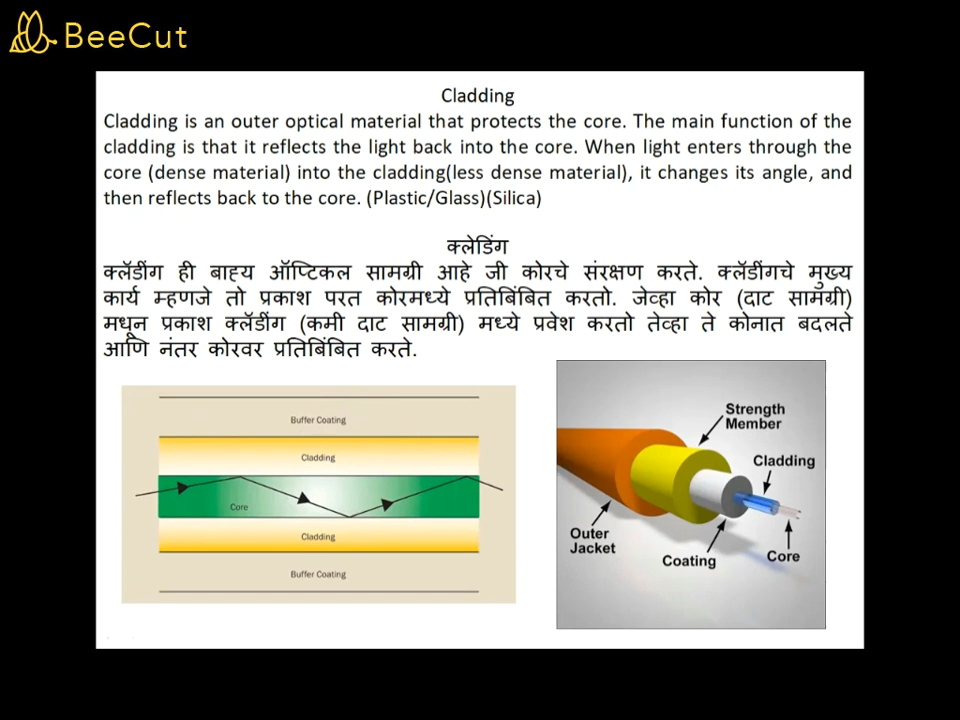 BeeCut
Cladding
Cladding is an outer optical material that protects the core. The main function of the
cladding is that it reflects the light back into the core. When light enters through the
core (dense material) into the cladding(less dense material), it changes its angle, and
then reflects back to the core. (Plastic/Glass)(Silica)
क्लेडिंग
क्लॅडींग ही बाह्य ऑप्टिकल सामग्री आहे जी कोरचे संरक्षण करते. क्लॅडींगचे मुख्य
कार्य म्हणजे तो प्रकाश परत कोरमध्ये प्रतिबिंबित करतो. जेव्हा कोर (दाट सामग्री)
मधून प्रकाश क्लॅडींग (कमी दाट सामग्री) मध्ये प्रवेश करतो तेव्हा ते कोनात बदलते
आणि नंतर कोरवर प्रतिबिंबित करते.
Buffer Coating
Cladding
Core
Cladding
Buffer Coating
Strength
Member
Cladding
Outer
Jacket
Coating
Core